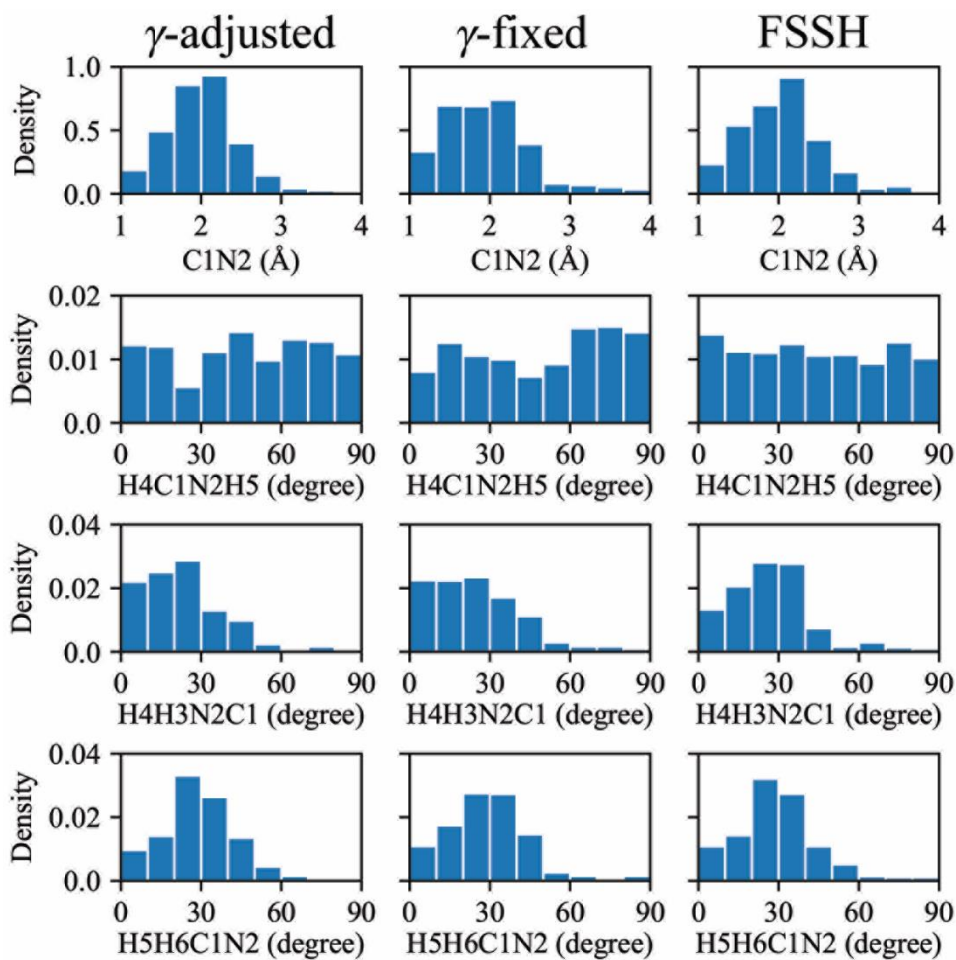 γ-adjusted γ-fixed FSSH
1.0
0.5
0.0
Density
1 2 3 4 1 2 3 4 1 2 3 4
C1N2 (Å) C1N2 (Å) C1N2 (Å)
0.02
0.01
0.0
Density
0 30 60 90 0 30 60 90 0 30 60 90
H4C1N2H5 (degree) H4C1N2H5 (degree) H4C1N2H5 (degree)
0.04
0.02
0.0
Density
0 30 60 90 0 30 60 90 0 30 60 90
H4H3N2C1 (degree) H4H3N2C1 (degree) H4H3N2C1 (degree)
0.04
0.02
0.0
Density
0 30 60 90 0 30 60 90 0 30 60 90
H5H6C1N2 (degree) H5H6C1N2 (degree) H5H6C1N2 (degree)